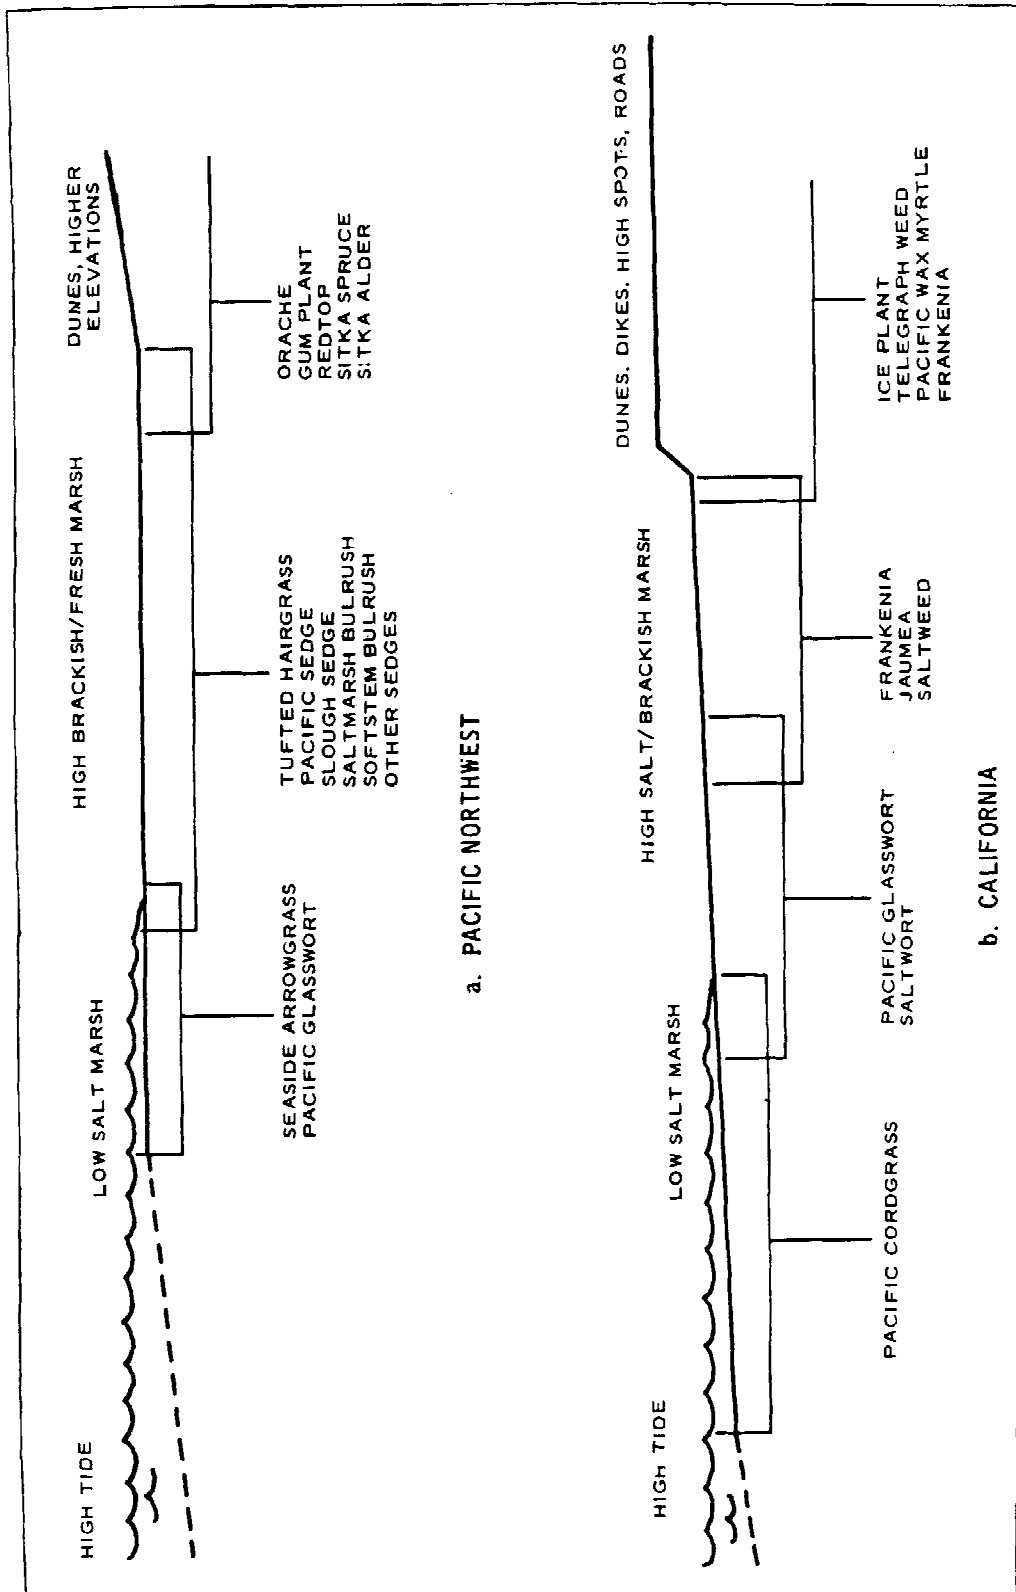 HIGH TIDE
LOW SALT MARSH
HIGH BRACKISH/FRESH MARSH
DUNES, HIGHER
ELEVATIONS
SEASIDE ARROWGRASS
PACIFIC GLASSWORT
TUFTED HAIRGRASS
PACIFIC SEDGE
SLOUGH SEDGE
SALTMARSH BULRUSH
SOFTSTEM BULRUSH
OTHER SEDGES
ORACHE
GUM PLANT
REDTOP
SITKA SPRUCE
SITKA ALDER
a. PACIFIC NORTHWEST
HIGH TIDE
LOW SALT MARSH
HIGH SALT/BRACKISH MARSH
DUNES. DIKES. HIGH SPOTS, ROADS
PACIFIC CORDGRASS
PACIFIC GLASSWORT
SALTWORT
FRANKENIA
JAUMEA
SALTWEED
ICE PLANT
TELEGRAPH WEED
PACIFIC WAX MYRTLE
FRANKENIA
b. CALIFORNIA